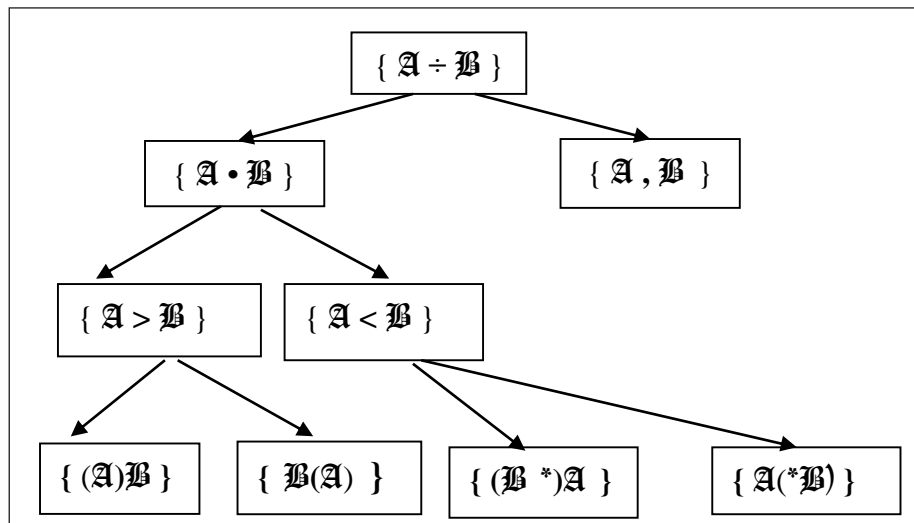 { 𝕬 ÷ 𝕭 }
{ 𝕬 • 𝕭 }
{ 𝕬 , 𝕭 }
{ 𝕬 > 𝕭 }
{ 𝕬 < 𝕭 }
{ (𝕬)𝕭 }
{ 𝕭(𝕬) }
{ (𝕭 *)𝕬 }
{ 𝕬(*𝕭) }